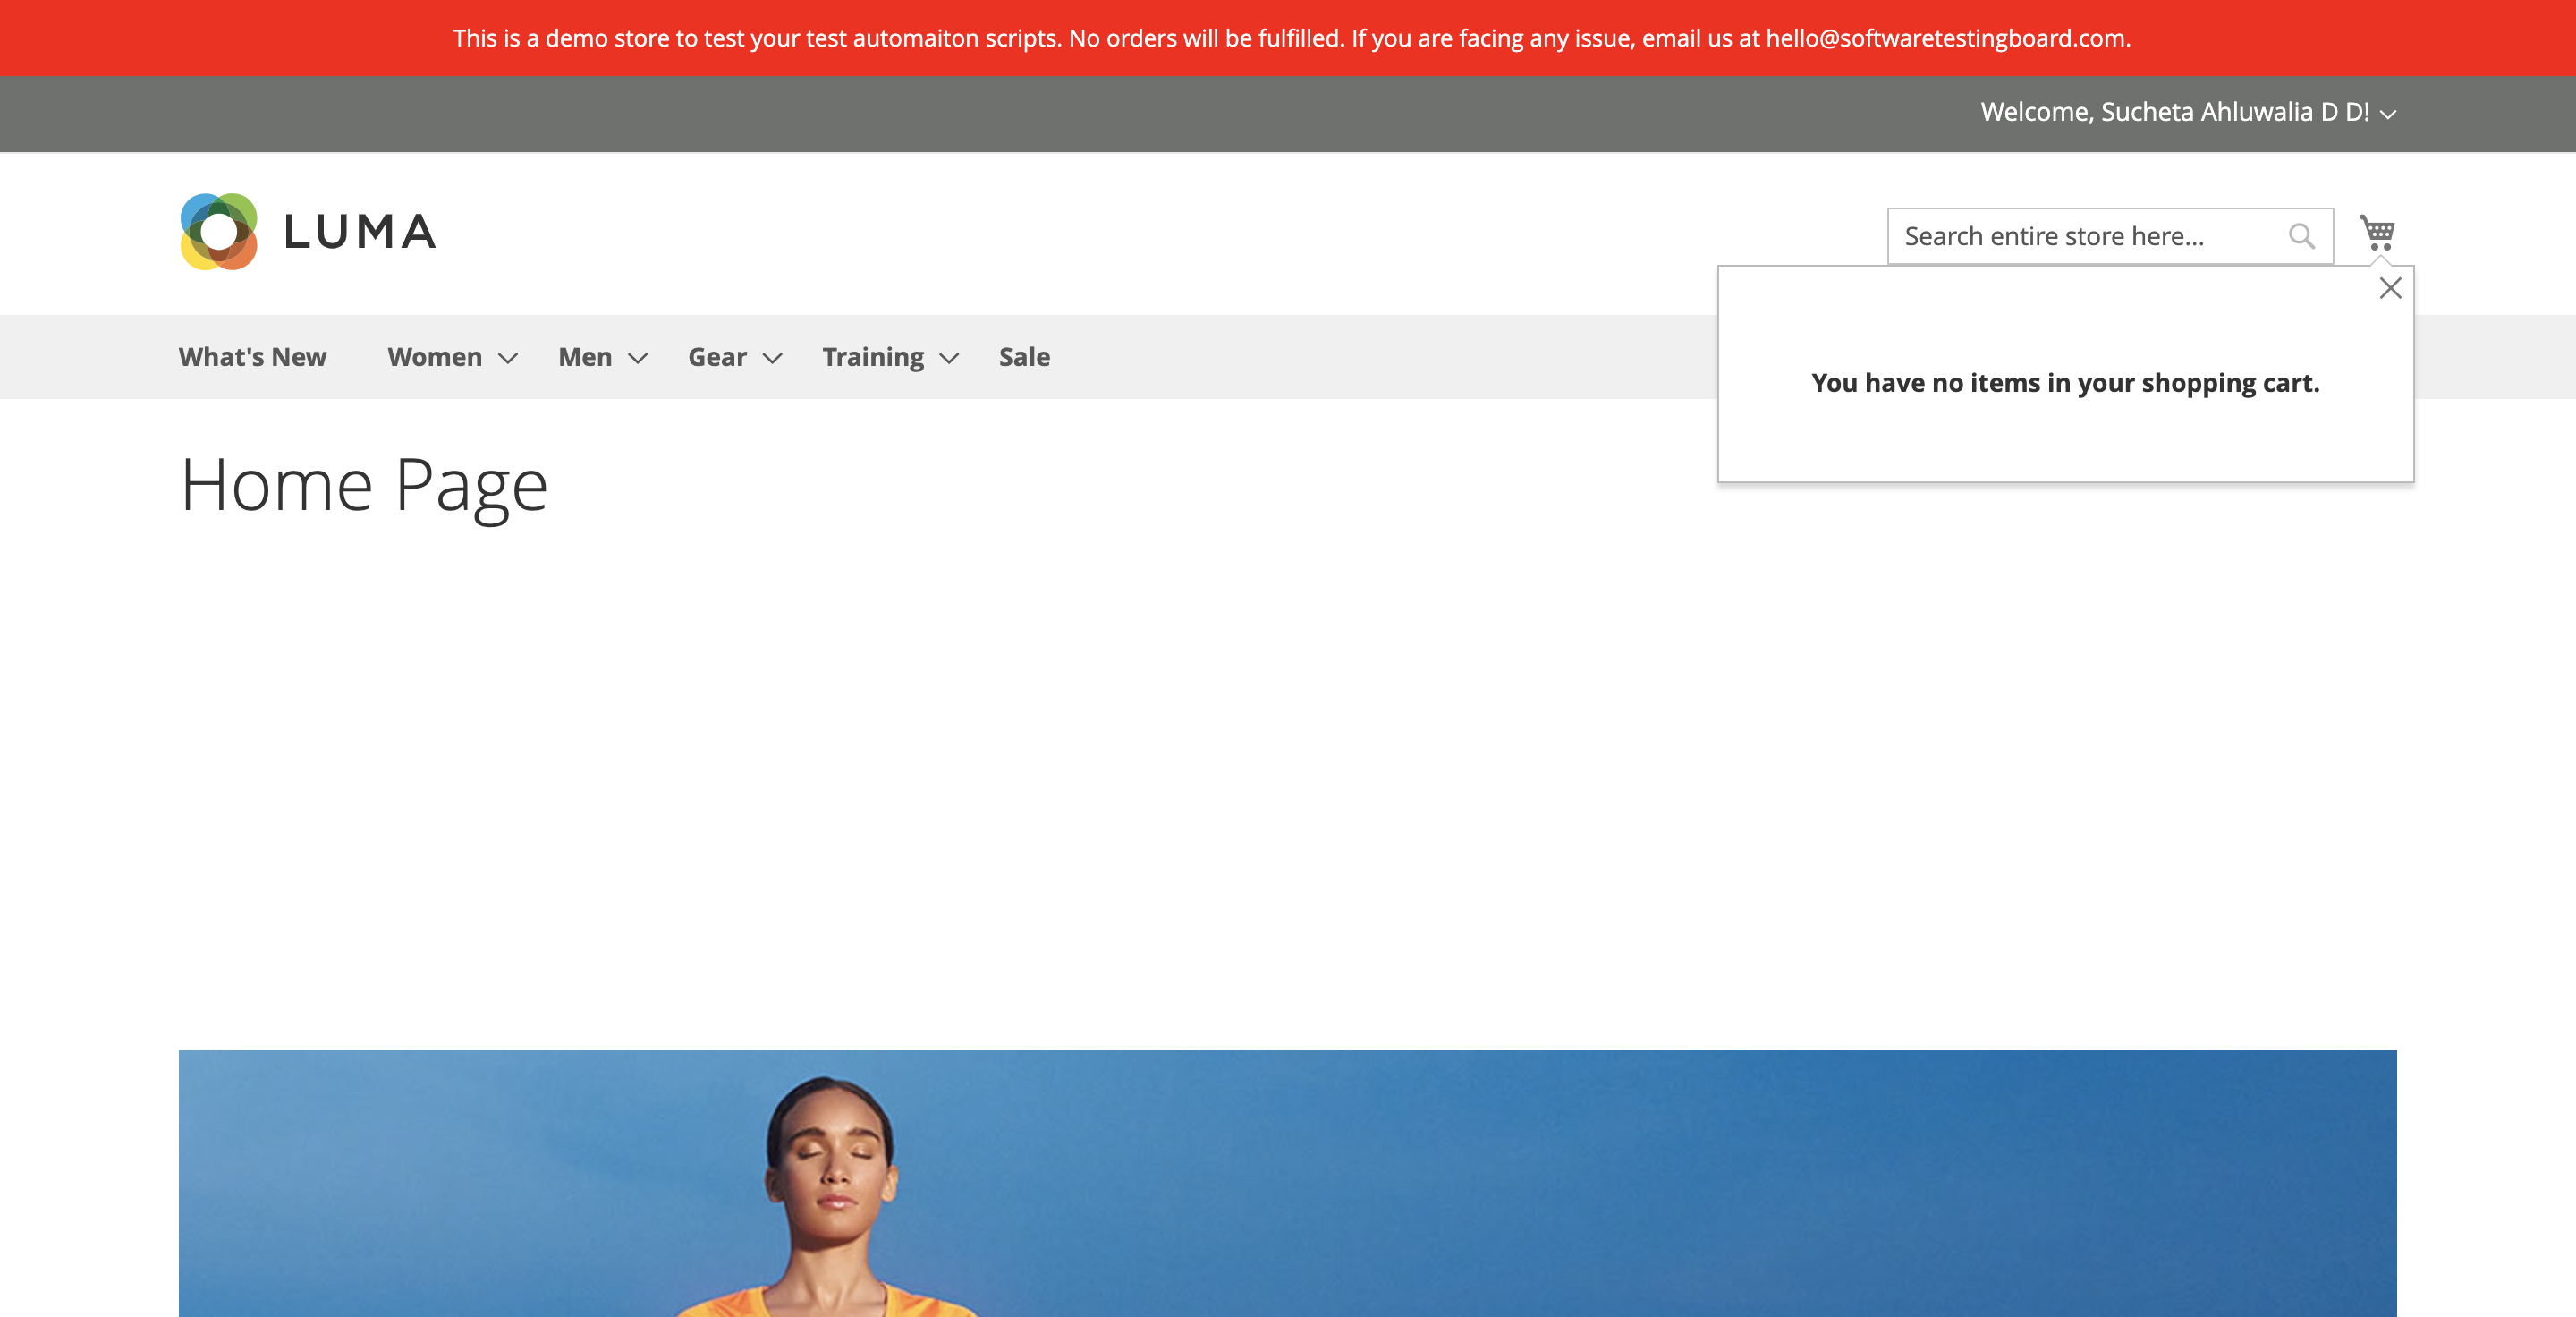 This is a demo store to test your test automaiton scripts. No orders will be fulfilled. If you are facing any issue, email us at hello@softwaretestingboard.com.
Welcome, Sucheta Ahluwalia D D!
LUMA
Search entire store here...
What's New Women Men Gear Training Sale
You have no items in your shopping cart.
Home Page